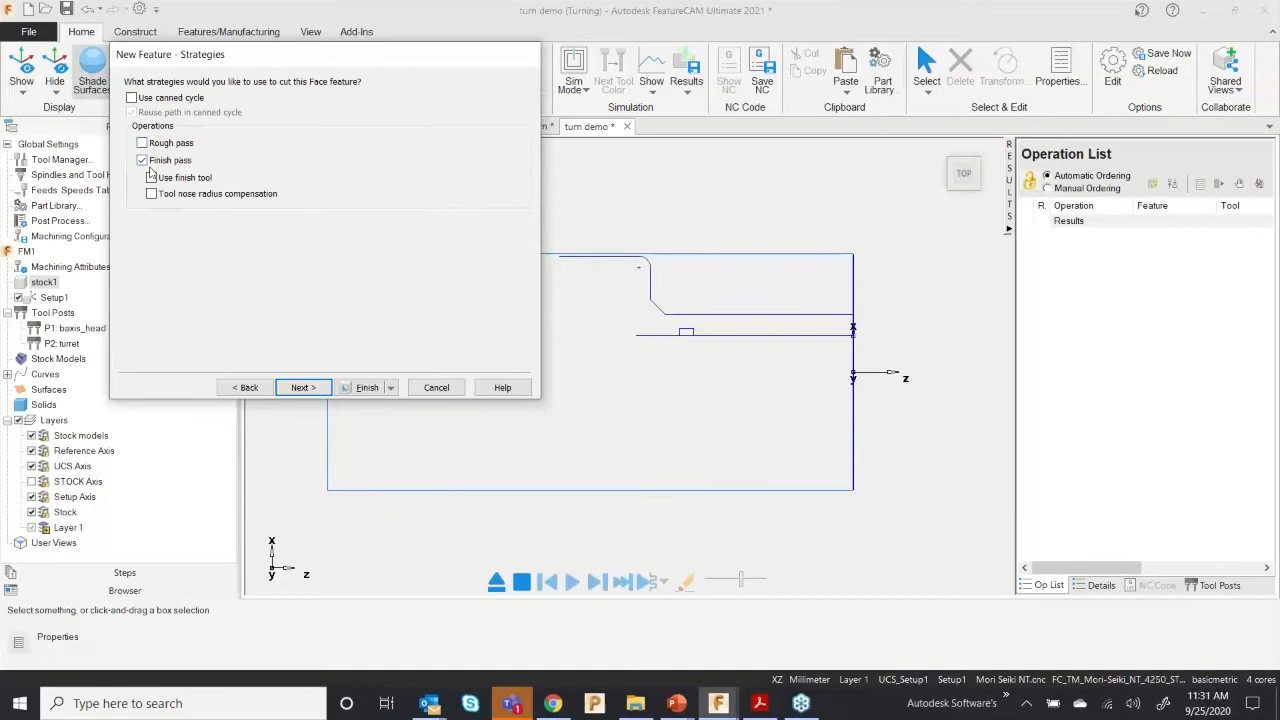 turn demo (Turning) - Autodesk FeatureCAM Ultimate 2021 *
File Home Construct Features/Manufacturing View Add-Ins
Show
Hide
Shade Surfaces
Display
Sim Mode
Next Tool Color
Show
Results
Simulation
NC Code
Save NC
NC Code
Cut
Copy
Paste
Part Library...
Clipboard
Select
Delete
Transform...
Properties...
Select & Edit
Edit
Save Now
Reload
Options
Shared Views
Collaborate
turn demo *
Global Settings
Tool Manager...
Spindles and Tool H
Feeds Speeds Table
Part Library...
Post Process...
Machining Configura
FM1
Machining Attributes
stock1
Setup1
Tool Posts
P1: baxis_head
P2: turret
Stock Models
Curves
Surfaces
Solids
Layers
Stock models
Reference Axis
UCS Axis
STOCK Axis
Setup Axis
Stock
Layer 1
User Views
Steps
Browser
New Feature - Strategies
What strategies would you like to use to cut this Face feature?
Use canned cycle
Rouse path in canned cycle
Operations
Rough pass
Finish pass
Use finish tool
Tool nose radius compensation
< Back Next > Finish Cancel Help
TOP
X
Y
Z
X
Y
Z
RESULTS
Operation List
Automatic Ordering
Manual Ordering
R. Operation Feature Tool
Results
Op List Details NC Code Tool Posts
Select something, or click-and-drag a box selection
Properties
XZ Millimeter Layer 1 UCS_Setup1 Setup1 Mori Seiki NT.cnc FC_TM_Mori-Seiki_NT_4250_ST... basimetric 4 cores
Type here to search
Autodesk Software's
11:31 AM
9/25/2020